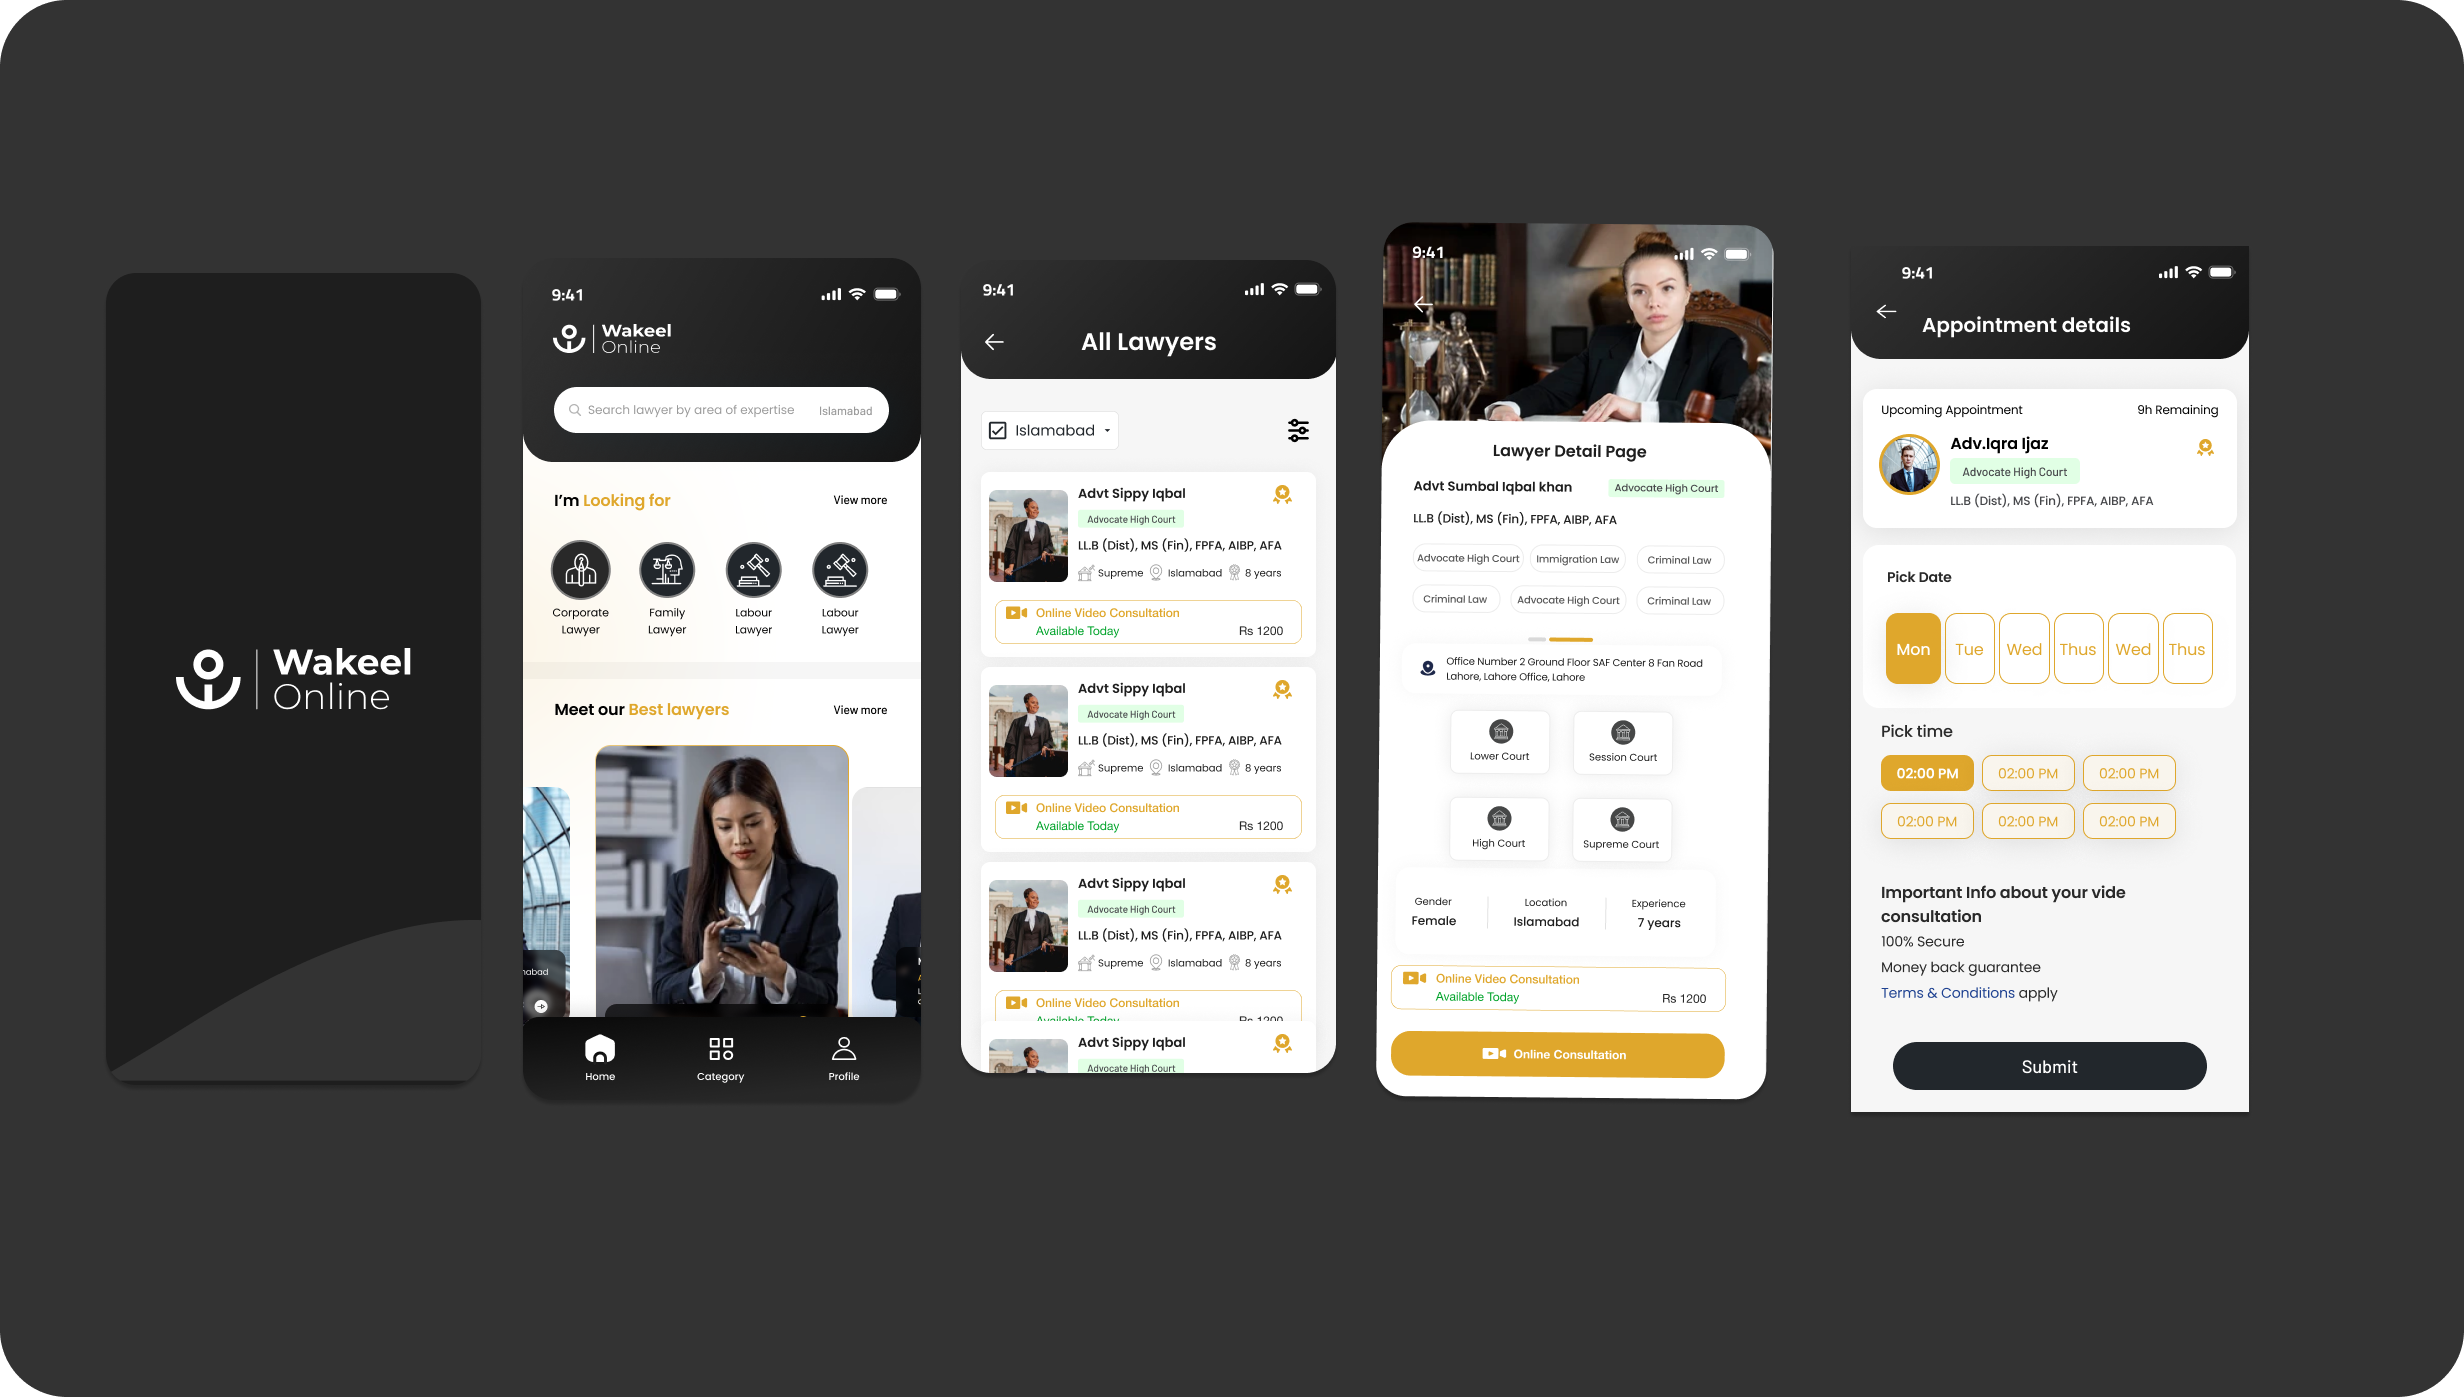 Wakeel
Online
9:41
Wakeel
Online
Search lawyer by area of expertise Islamabad
I'm Looking for View more
Corporate Lawyer
Family Lawyer
Labour Lawyer
Labour Lawyer
Meet our Best lawyers View more
Home Category Profile
9:41
All Lawyers
Islamabad
Advt Sippy Iqbal
Advocate High Court
LL.B (Dist), MS (Fin), FPFA, AIBP, AFA
Supreme Islamabad 8 years
Online Video Consultation
Available Today Rs 1200
Advt Sippy Iqbal
Advocate High Court
LL.B (Dist), MS (Fin), FPFA, AIBP, AFA
Supreme Islamabad 8 years
Online Video Consultation
Available Today Rs 1200
Advt Sippy Iqbal
Advocate High Court
LL.B (Dist), MS (Fin), FPFA, AIBP, AFA
Supreme Islamabad 8 years
Online Video Consultation
Available Today Rs 1200
Advt Sippy Iqbal
Advocate High Court
9:41
Lawyer Detail Page
Advt Sumbal Iqbal khan Advocate High Court
LL.B (Dist), MS (Fin), FPFA, AIBP, AFA
Advocate High Court Immigration Law Criminal Law
Criminal Law Advocate High Court Criminal Law
Office Number 2 Ground Floor SAF Center 8 Fan Road
Lahore, Lahore Office, Lahore
Lower Court Session Court
High Court Supreme Court
Gender Location Experience
Female Islamabad 7 years
Online Video Consultation
Available Today Rs 1200
Online Consultation
9:41
Appointment details
Upcoming Appointment 9h Remaining
Adv.Iqra Ijaz
Advocate High Court
LL.B (Dist), MS (Fin), FPFA, AIBP, AFA
Pick Date
Mon Tue Wed Thus Wed Thus
Pick time
02:00 PM 02:00 PM 02:00 PM
02:00 PM 02:00 PM 02:00 PM
Important Info about your vide
consultation
100% Secure
Money back guarantee
Terms & Conditions apply
Submit